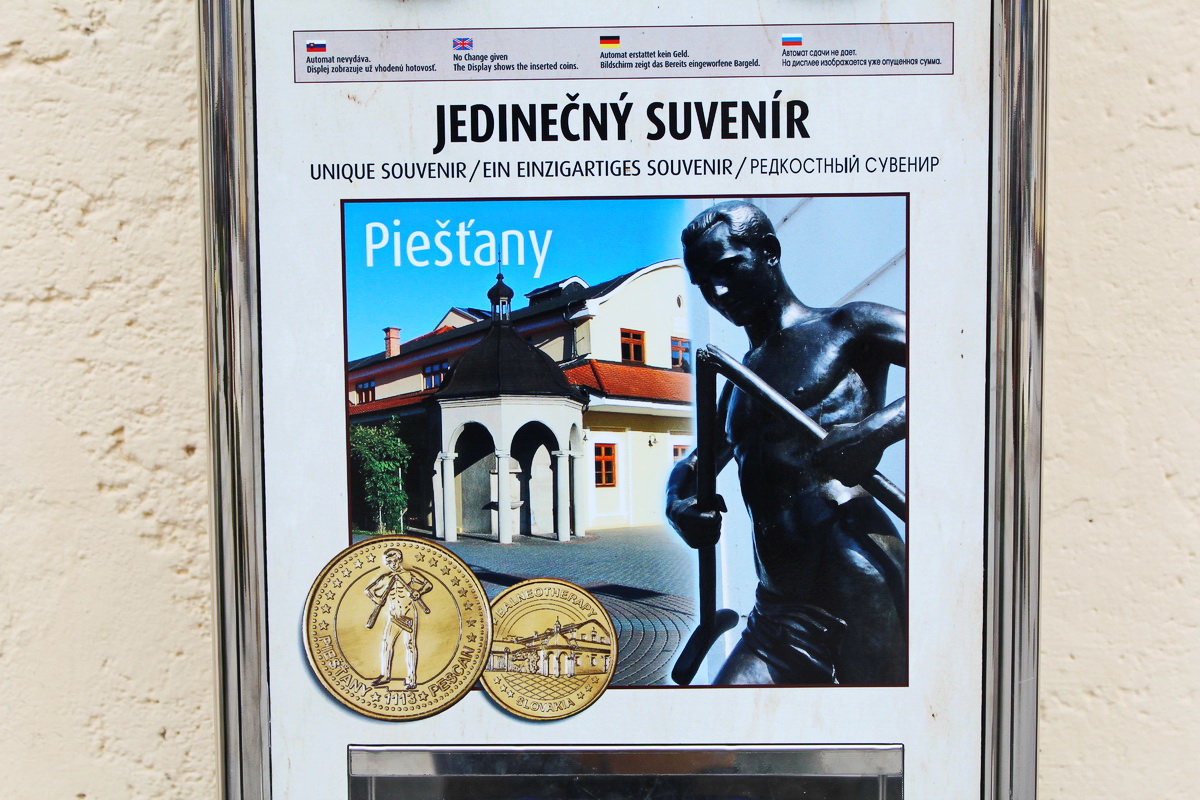 Automat nevydáva.
Displej zobrazuje už vhodenú hotovosť.
No Change given
The Display shows the inserted coins.
Automat erstattet kein Geld.
Bildschirm zeigt das Bereits eingeworfene Bargeld.
Автомат сдачи не дает.
На дисплее изображается уже опущенная сумма.
JEDINEČNÝ SUVENÍR
UNIQUE SOUVENIR / EIN EINZIGARTIGES SOUVENIR / РЕДКОСТНЫЙ СУВЕНИР
Piešťany
PIEŠŤANY 1113 PESCAN
BALNEOTHERAPY
SLOVAKIA